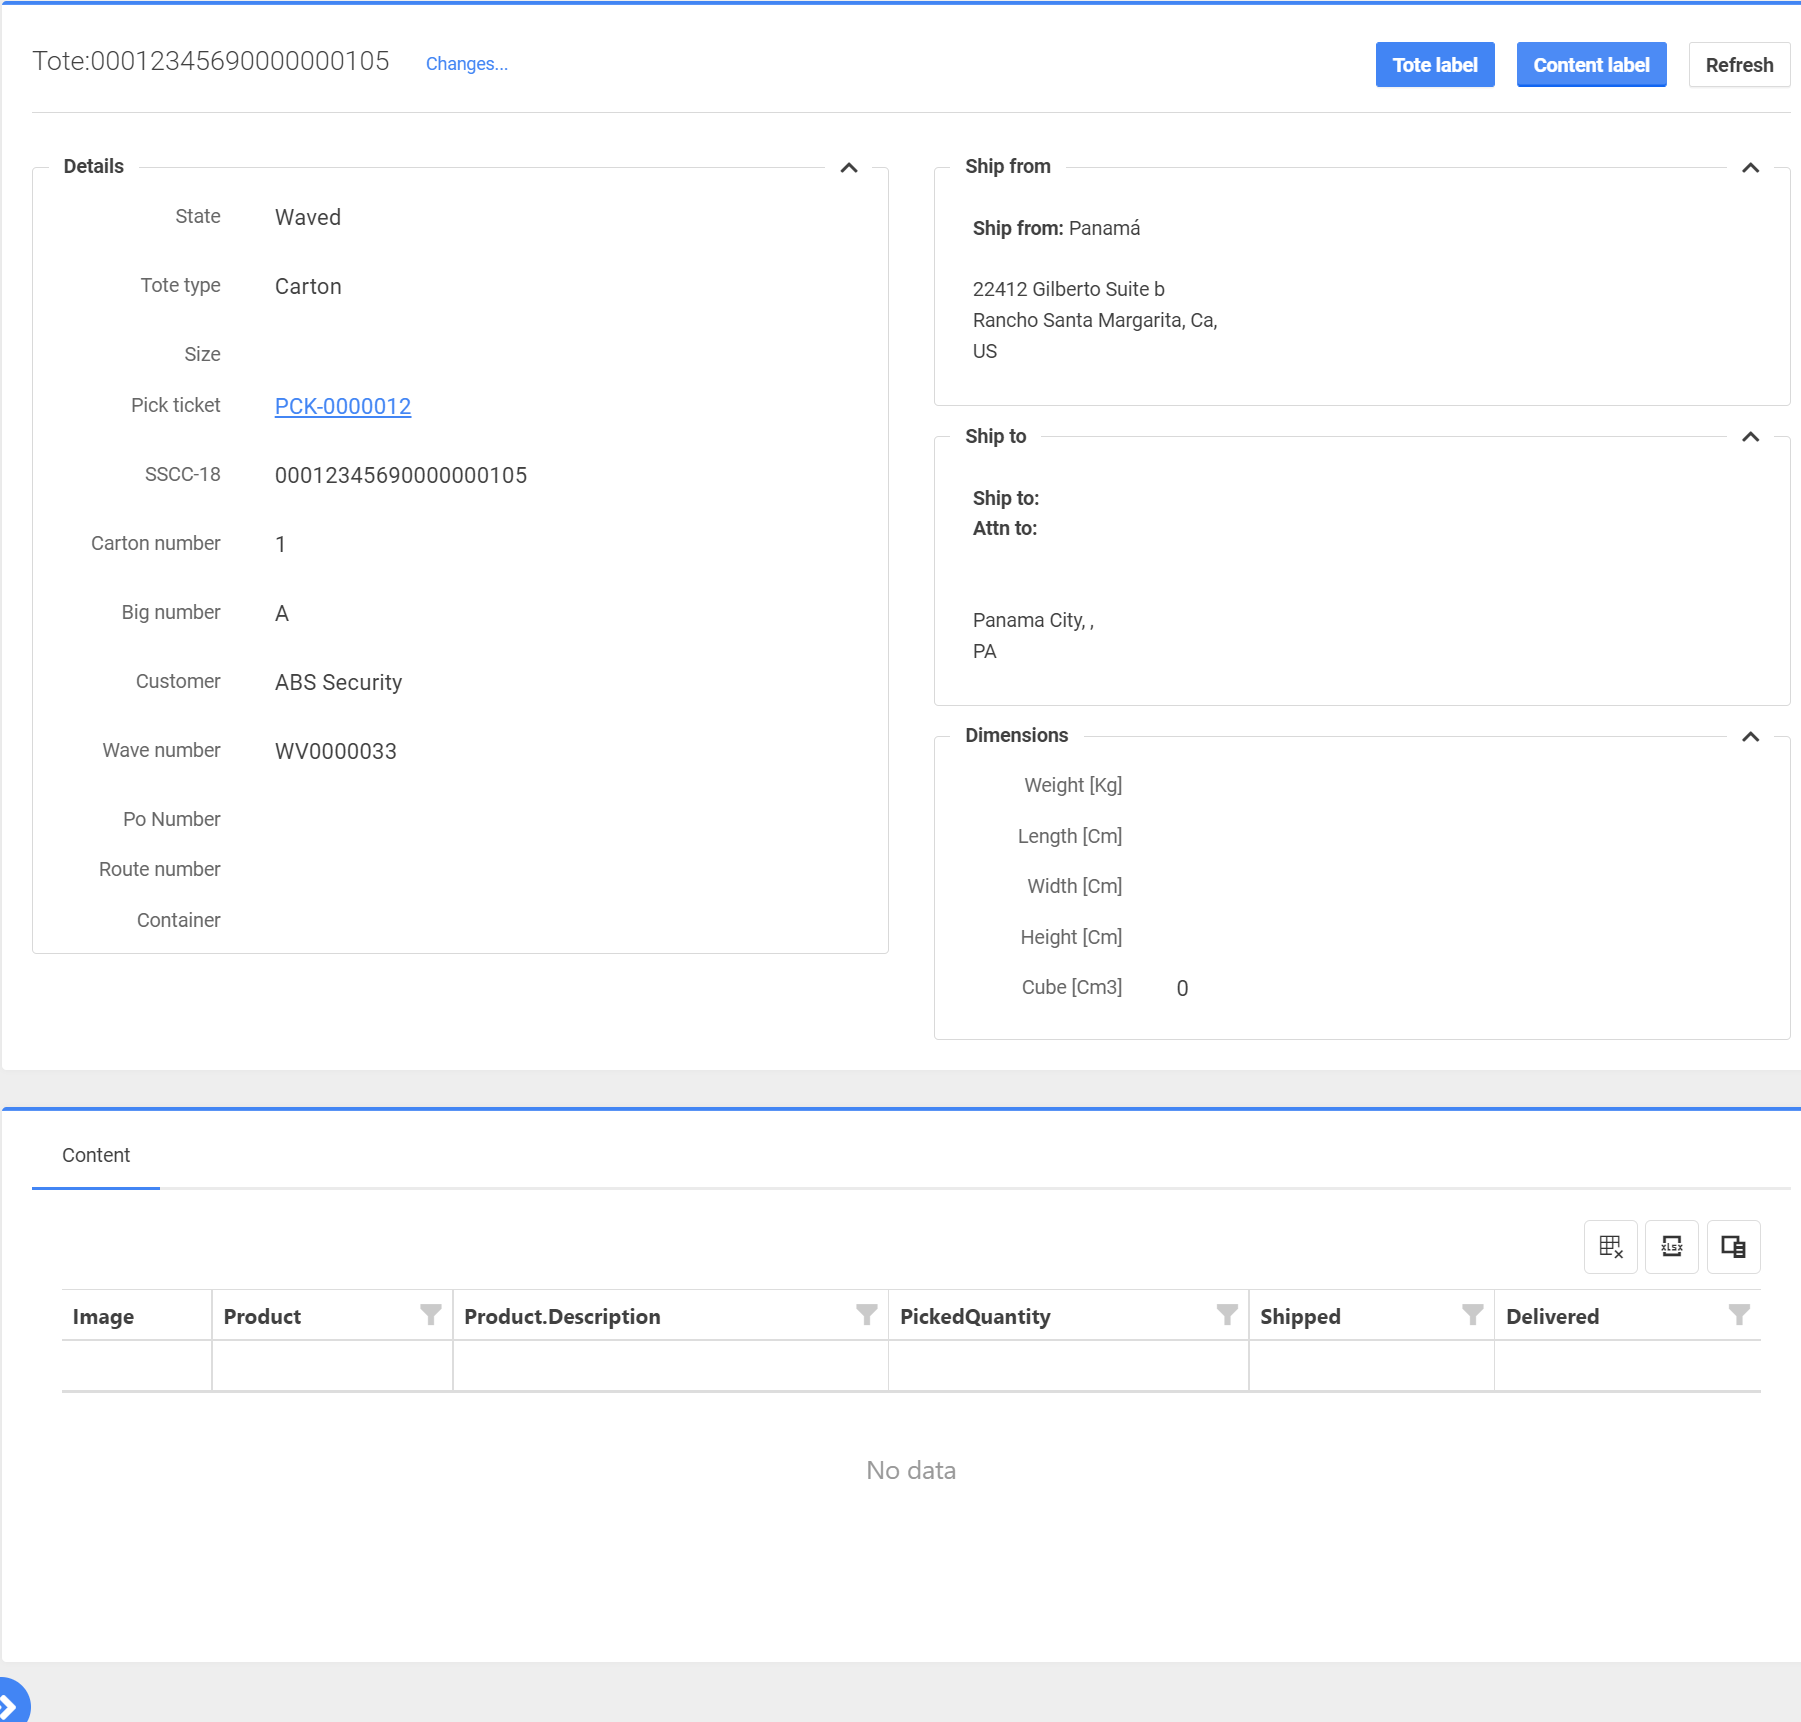 Tote:00012345690000000105 Changes... Tote label Content label Refresh
Details
State Waved
Tote type Carton
Size
Pick ticket PCK-0000012
SSCC-18 00012345690000000105
Carton number 1
Big number A
Customer ABS Security
Wave number WV0000033
Po Number
Route number
Container
Ship from
Ship from: Panamá
22412 Gilberto Suite b
Rancho Santa Margarita, Ca,
US
Ship to
Ship to:
Attn to:
Panama City, ,
PA
Dimensions
Weight [Kg]
Length [Cm]
Width [Cm]
Height [Cm]
Cube [Cm3] 0
Content
xlsx
Image Product Product.Description PickedQuantity Shipped Delivered
No data